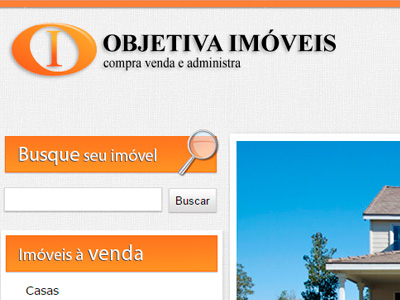 OBJETIVA IMÓVEIS
compra venda e administra
Busque seu imóvel
Buscar
Imóveis à venda
Casas